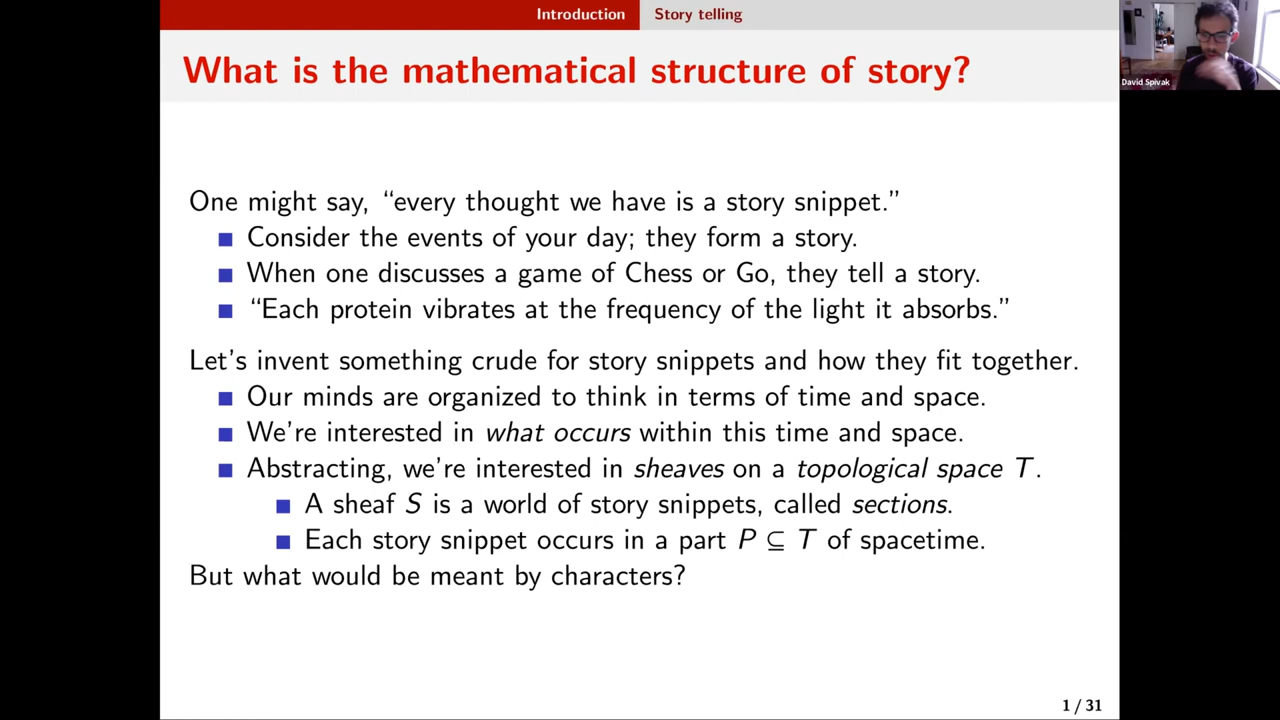 Introduction Story telling
David Spivak
What is the mathematical structure of story?
One might say, “every thought we have is a story snippet.”
Consider the events of your day; they form a story.
When one discusses a game of Chess or Go, they tell a story.
“Each protein vibrates at the frequency of the light it absorbs.”
Let's invent something crude for story snippets and how they fit together.
Our minds are organized to think in terms of time and space.
We're interested in what occurs within this time and space.
Abstracting, we're interested in sheaves on a topological space T.
A sheaf S is a world of story snippets, called sections.
Each story snippet occurs in a part P ⊆ T of spacetime.
But what would be meant by characters?
1 / 31